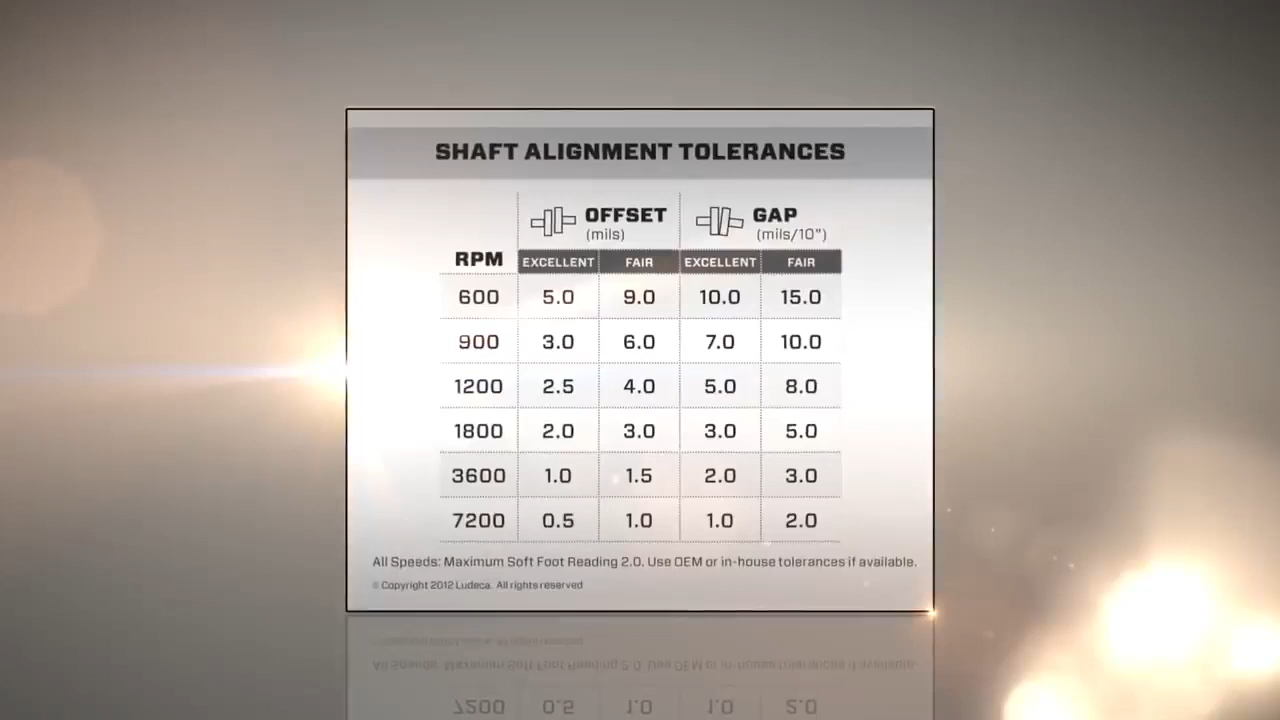 SHAFT ALIGNMENT TOLERANCES
OFFSET GAP
(mils) (mils/10")
RPM EXCELLENT FAIR EXCELLENT FAIR
600 5.0 9.0 10.0 15.0
900 3.0 6.0 7.0 10.0
1200 2.5 4.0 5.0 8.0
1800 2.0 3.0 3.0 5.0
3600 1.0 1.5 2.0 3.0
7200 0.5 1.0 1.0 2.0
All Speeds: Maximum Soft Foot Reading 2.0. Use OEM or in-house tolerances if available.
© Copyright 2012 Ludeca. All rights reserved